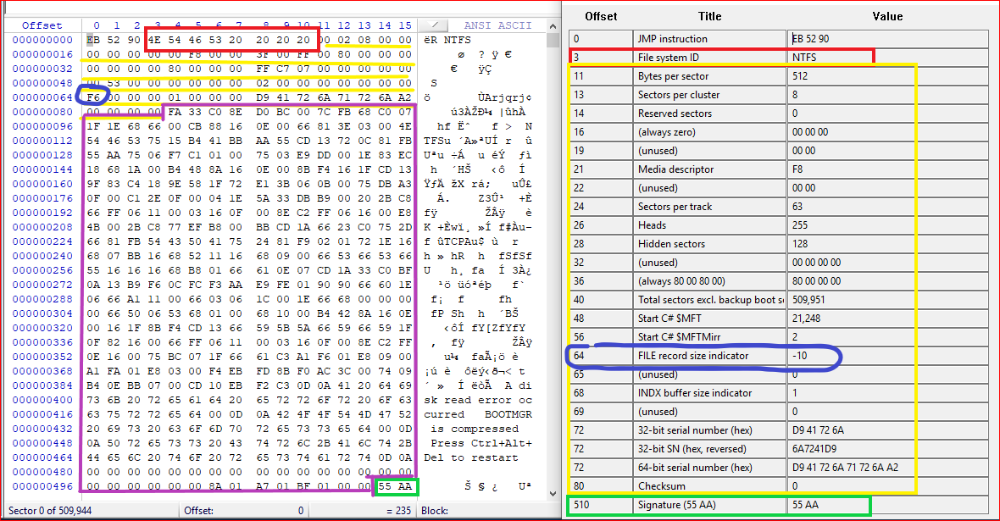 Offset 0 1 2 3 4 5 6 7 8 9 10 11 12 13 14 15 ANSI ASCII
000000000 EB 52 90 4E 54 46 53 20 20 20 20 00 02 08 00 00 ëR NTFS
000000016 00 00 00 00 00 F8 00 00 3F 00 FF 00 80 00 00 00 ø ? ÿ €
000000032 00 00 00 00 80 00 00 00 FF C7 07 00 00 00 00 00 € ÿÇ
000000048 00 53 00 00 00 00 00 00 02 00 00 00 00 00 00 00 S
000000064 F6 00 00 00 01 00 00 00 D9 41 72 6A 71 72 6A A2 ö ÙArjqrj¢
000000080 00 00 00 00 FA 33 C0 8E D0 BC 00 7C FB 68 C0 07 ú3ÀŽÐ¼ |ûhÀ
000000096 1F 1E 68 66 00 CB 88 16 0E 00 66 81 3E 03 00 4E hf Ëˆ f > N
000000112 54 46 53 75 15 B4 41 BB AA 55 CD 13 72 0C 81 FB TFSu ´A»ªUÍ r û
000000128 55 AA 75 06 F7 C1 01 00 75 03 E9 DD 00 1E 83 EC Uªu ÷Á u éÝ ƒì
000000144 18 68 1A 00 B4 48 8A 16 0E 00 8B F4 16 1F CD 13 h ´HŠ ‹ô Í
000000160 9F 83 C4 18 9E 58 1F 72 E1 3B 06 0B 00 75 DB A3 ŸƒÄ žX rá; uÛ£
000000176 0F 00 C1 2E 0F 00 04 1E 5A 33 DB B9 00 20 2B C8 Á. Z3Û¹ +È
000000192 66 FF 06 11 00 03 16 0F 00 8E C2 FF 06 16 00 E8 fÿ ŽÂÿ è
000000208 4B 00 2B C8 77 EF B8 00 BB CD 1A 66 23 C0 75 2D K +Èwï¸ »Í f#Àu-
000000224 66 81 FB 54 43 50 41 75 24 81 F9 02 01 72 1E 16 f ûTCPAu$ ù r
000000240 68 07 BB 16 68 52 11 16 68 09 00 66 53 66 53 66 h » hR h fSfSf
000000256 55 16 16 16 68 B8 01 66 61 0E 07 CD 1A 33 C0 BF U h¸ fa Í 3À¿
000000272 0A 13 B9 F6 0C FC F3 AA E9 FE 01 90 90 66 60 1E ¹ö üóªéþ f`
000000288 06 66 A1 11 00 66 03 06 1C 00 1E 66 68 00 00 00 f¡ f fh
000000304 00 66 50 06 53 68 01 00 68 10 00 B4 42 8A 16 0E fP Sh h ´BŠ
000000320 00 16 1F 8B F4 CD 13 66 59 5B 5A 66 59 66 59 1F ‹ôÍ fY[ZfYfY
000000336 0F 82 16 00 66 FF 06 11 00 03 16 0F 00 8E C2 FF ‚ fÿ ŽÂÿ
000000352 0E 16 00 75 BC 07 1F 66 61 C3 A1 F6 01 E8 09 00 u¼ faÃ¡ö è
000000368 A1 FA 01 E8 03 00 F4 EB FD 8B F0 AC 3C 00 74 09 ¡ú è ôëý‹ð¬< t
000000384 B4 0E BB 07 00 CD 10 EB F2 C3 0D 0A 41 20 64 69 ´ » Í ëòÃ A di
000000400 73 6B 20 72 65 61 64 20 65 72 72 6F 72 20 6F 63 sk read error oc
000000416 63 75 72 72 65 64 00 0D 0A 42 4F 4F 54 4D 47 52 curred BOOTMGR
000000432 20 69 73 20 63 6F 6D 70 72 65 73 73 65 64 00 0D is compressed
000000448 0A 50 72 65 73 73 20 43 74 72 6C 2B 41 6C 74 2B Press Ctrl+Alt+
000000464 44 65 6C 20 74 6F 20 72 65 73 74 61 72 74 0D 0A Del to restart
000000480 00 00 00 00 00 00 00 00 00 00 00 00 00 00 00 00
000000496 00 00 00 00 00 00 8A 01 A7 01 BF 01 00 00 55 AA Š § ¿ Uª
Sector 0 of 509,944 Offset: 0 = 235 Block:
Offset Title Value
0 JMP instruction EB 52 90
3 File system ID NTFS
11 Bytes per sector 512
13 Sectors per cluster 8
14 Reserved sectors 0
16 (always zero) 00 00 00
19 (unused) 00 00
21 Media descriptor F8
22 (unused) 00 00
24 Sectors per track 63
26 Heads 255
28 Hidden sectors 128
32 (unused) 00 00 00 00
36 (always 80 00 80 00) 80 00 00 00
40 Total sectors excl. backup boot se 509,951
48 Start C# $MFT 21,248
56 Start C# $MFTMirr 2
64 FILE record size indicator -10
65 (unused) 0
68 INDX buffer size indicator 1
69 (unused) 0
72 32-bit serial number (hex) D9 41 72 6A
72 32-bit SN (hex, reversed) 6A7241D9
72 64-bit serial number (hex) D9 41 72 6A 71 72 6A A2
80 Checksum 0
510 Signature (55 AA) 55 AA